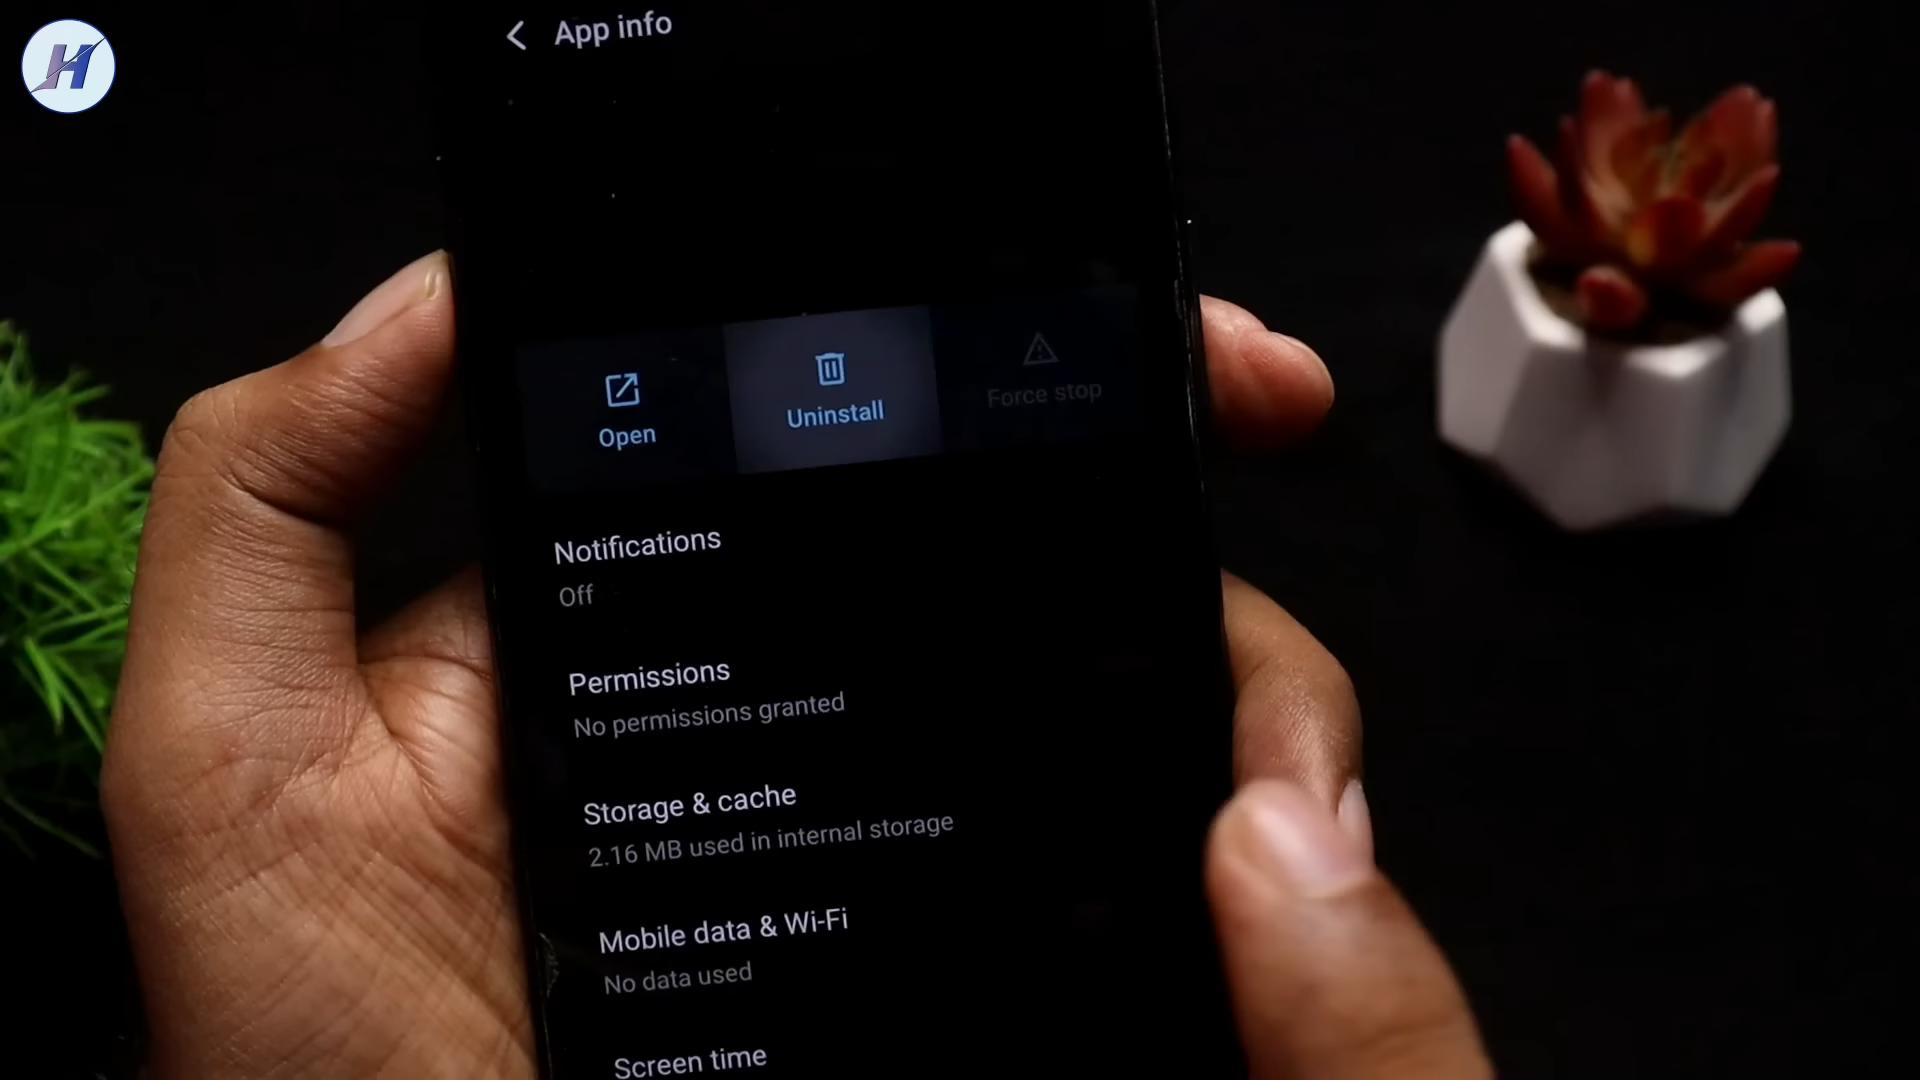 H
App info
Open
Uninstall
Force stop
Notifications
Off
Permissions
No permissions granted
Storage & cache
2.16 MB used in internal storage
Mobile data & Wi-Fi
No data used
Screen time